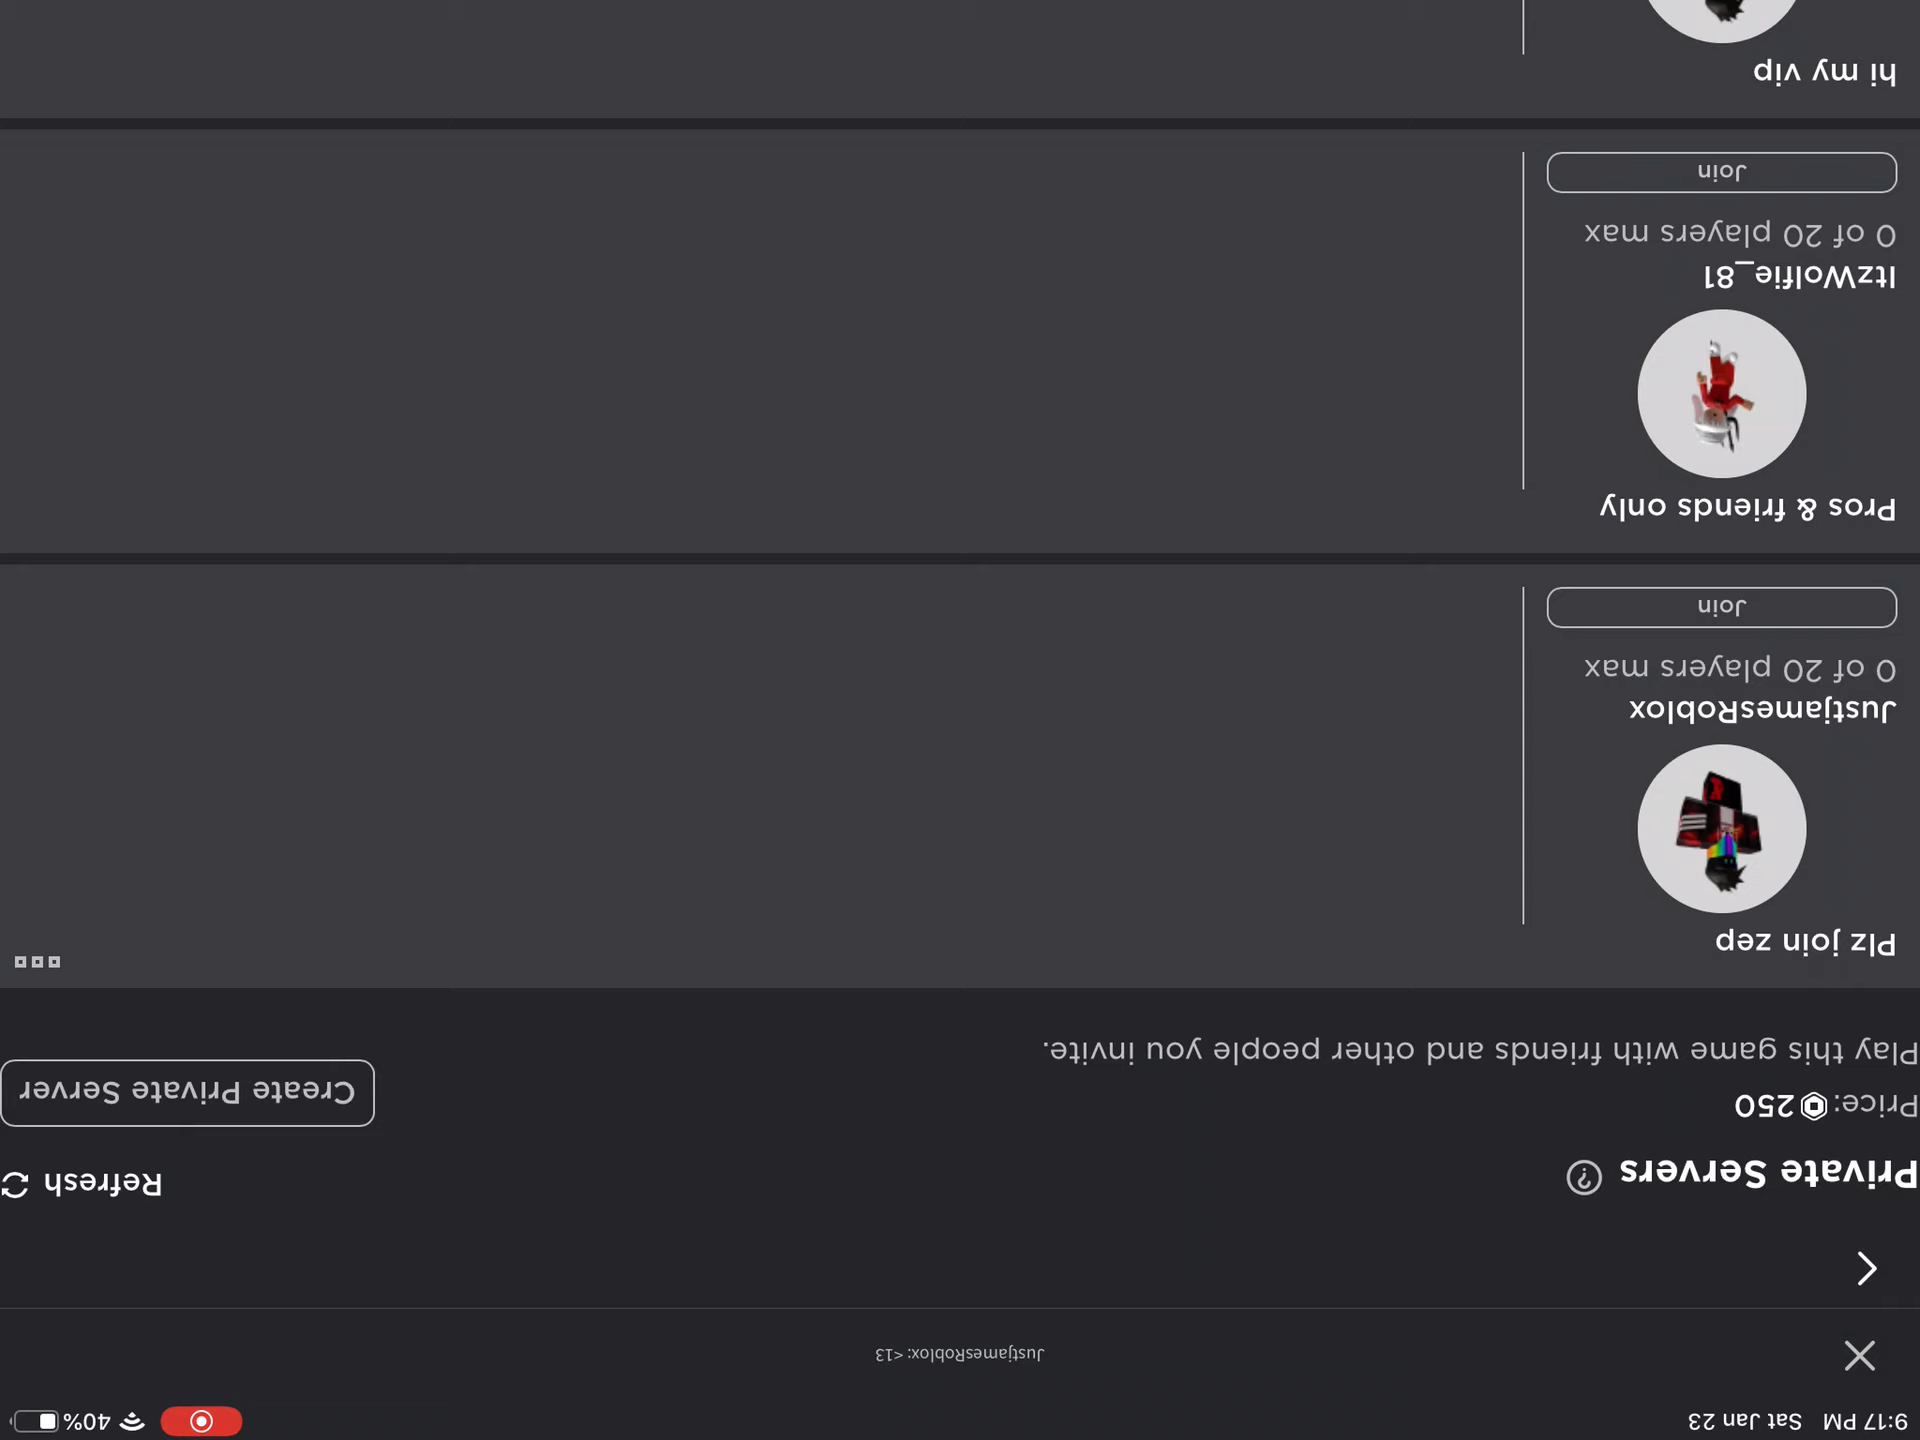 9:17 PM Sat Jan 23 40%
JustjamesRoblox: <13
Private Servers ? Refresh
Price: 250
Create Private Server
Play this game with friends and other people you invite.
Plz join zep
JustjamesRoblox
0 of 20 players max
Join
Pros & friends only
ItzWolfie_81
0 of 20 players max
Join
hi my vip